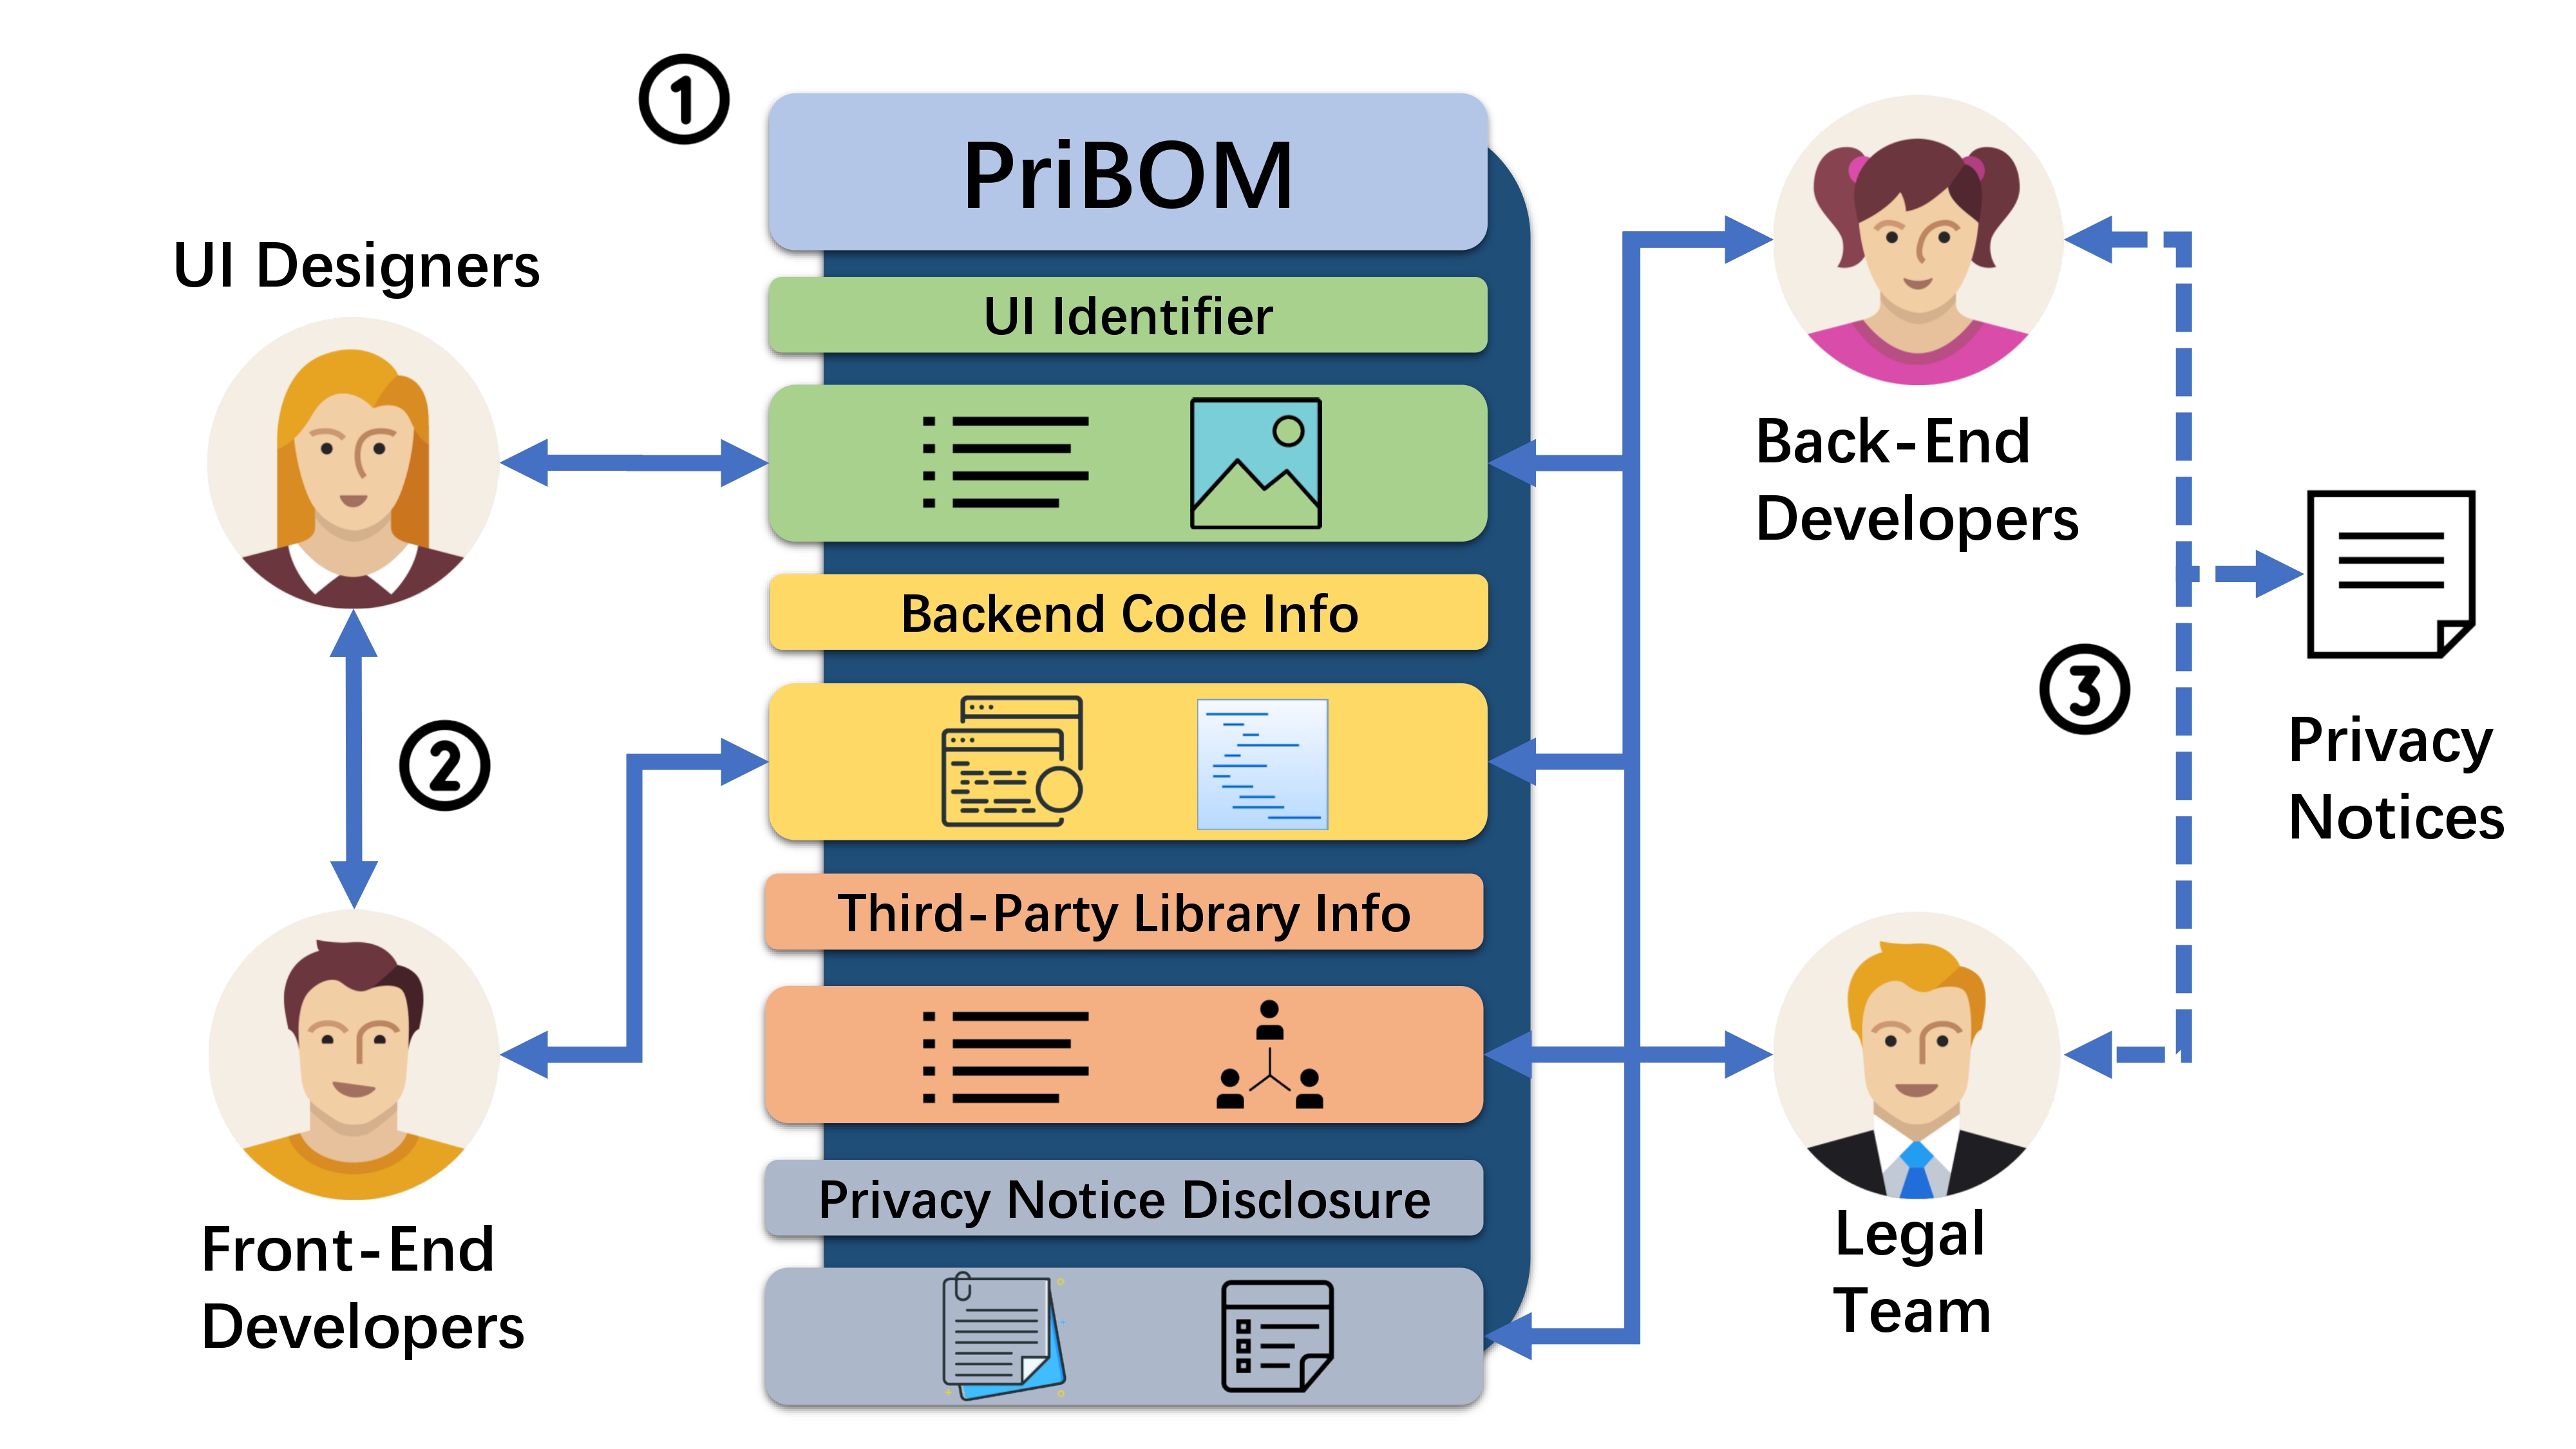 ①
PriBOM
UI Designers
UI Identifier
Back-End
Developers
Backend Code Info
②
③
Privacy
Notices
Third-Party Library Info
Privacy Notice Disclosure
Front-End
Developers
Legal
Team